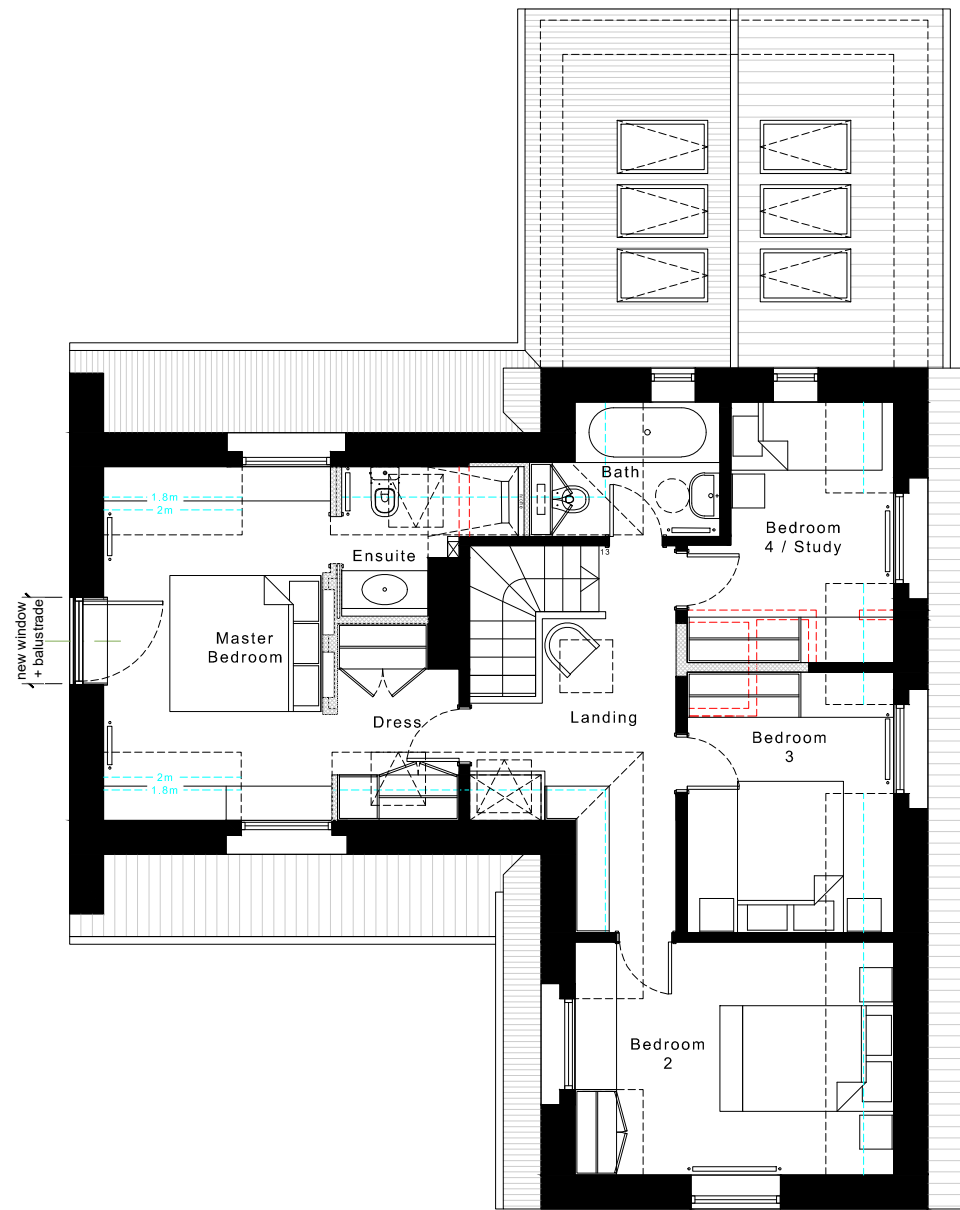 Bath
Bedroom
4 / Study
1.8m
2m
Ensuite
13
new window
+ balustrade
Master
Bedroom
Dress
Landing
Bedroom
3
2m
1.8m
Bedroom
2